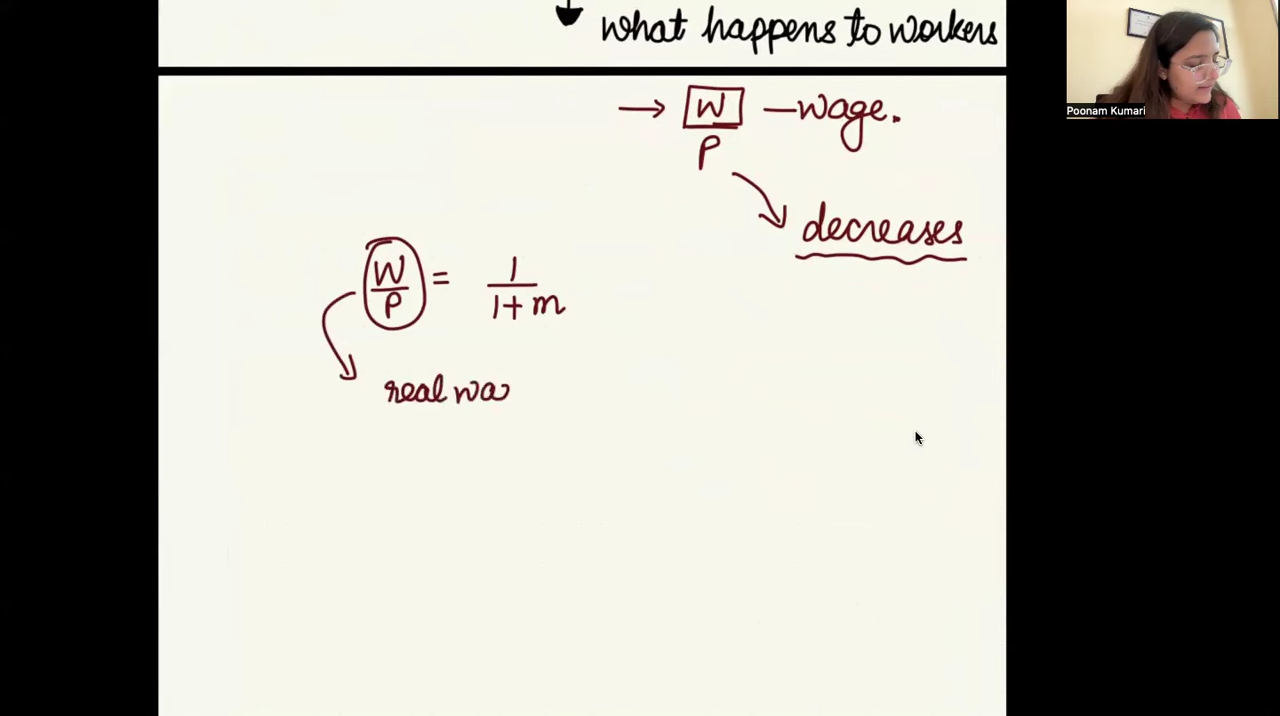 what happens to workers
Poonam Kumari
→ W — wage.
P
decreases
W/P = 1/1+m
real wa